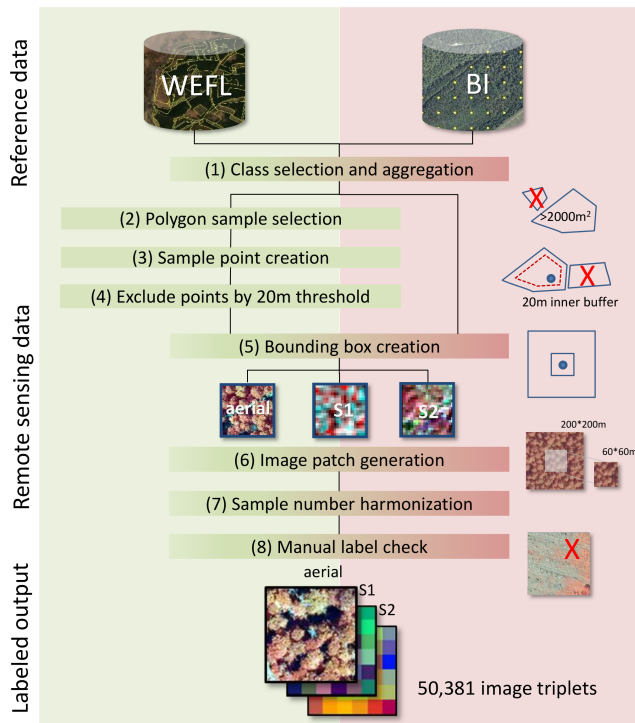 Reference data
WEFL
BI
(1) Class selection and aggregation
(2) Polygon sample selection
>2000m²
X
(3) Sample point creation
X
(4) Exclude points by 20m threshold
20m inner buffer
Remote sensing data
(5) Bounding box creation
aerial
S1
S2
200*200m
60*60m
(6) Image patch generation
(7) Sample number harmonization
(8) Manual label check
X
Labeled output
aerial
S1
S2
50,381 image triplets